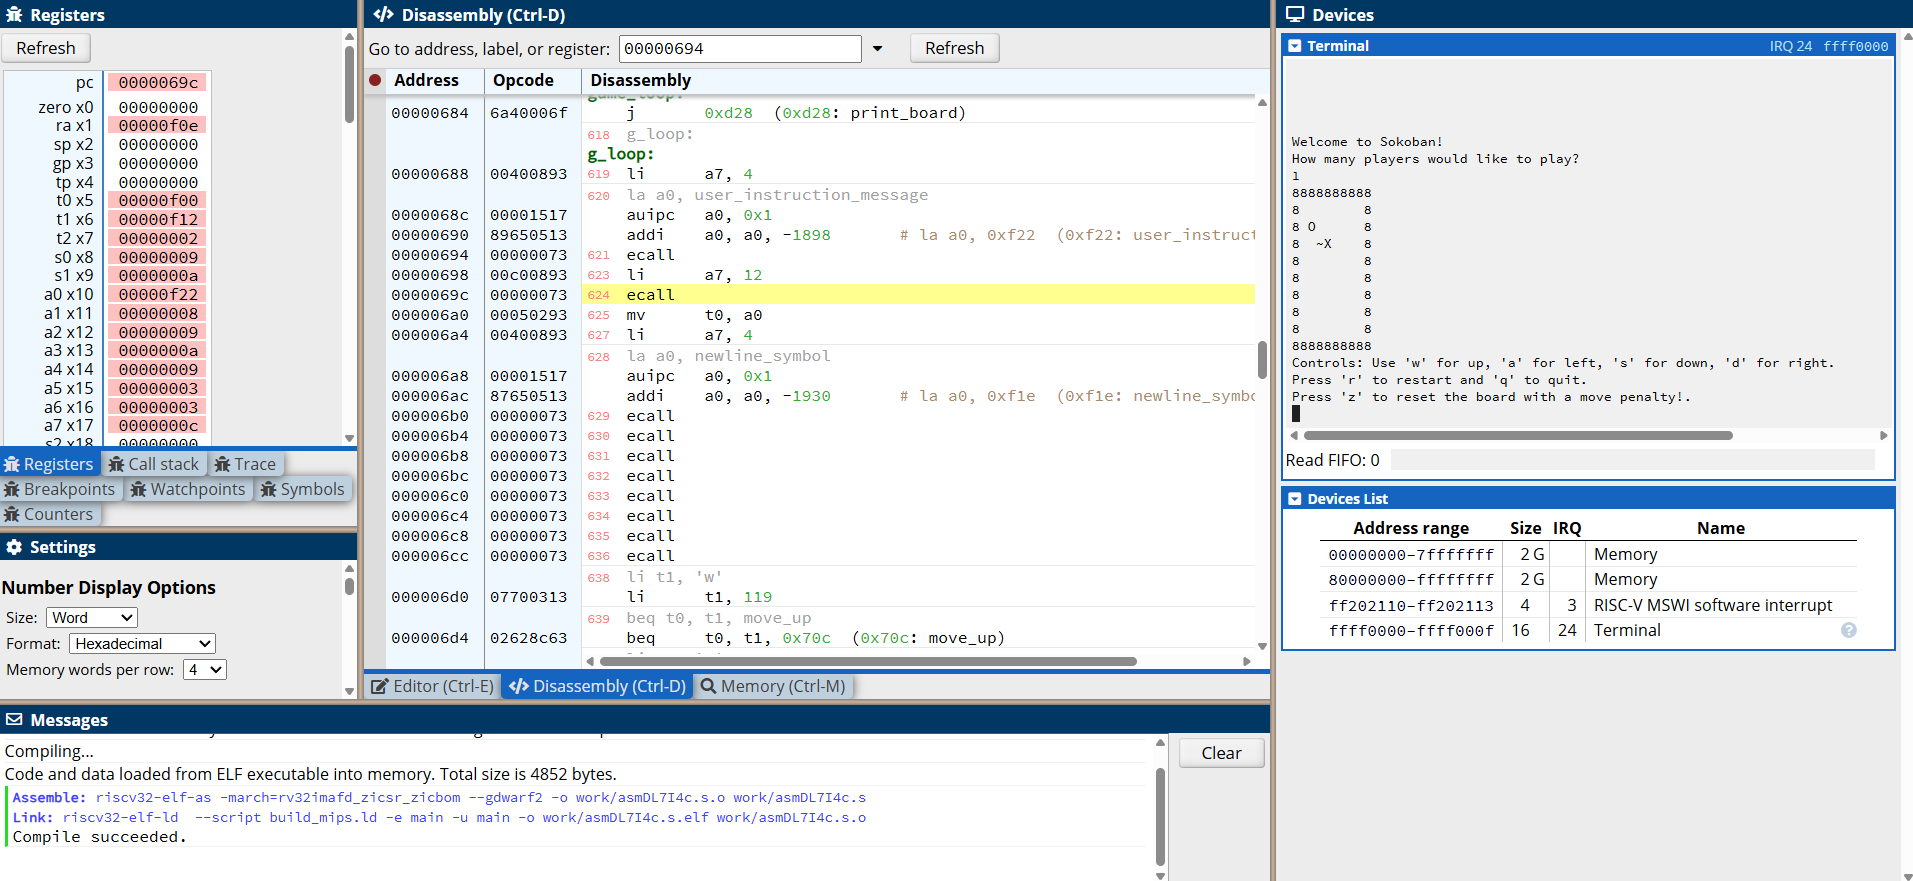 Registers
Refresh
pc 0000069c
zero x0 00000000
ra x1 00000f0e
sp x2 00000000
gp x3 00000000
tp x4 00000000
t0 x5 00000f00
t1 x6 00000f12
t2 x7 00000002
s0 x8 00000009
s1 x9 0000000a
a0 x10 00000f22
a1 x11 00000008
a2 x12 00000009
a3 x13 0000000a
a4 x14 00000009
a5 x15 00000003
a6 x16 00000003
a7 x17 0000000c
s2 x18 00000000
Registers Call stack Trace
Breakpoints Watchpoints Symbols
Counters
Settings
Number Display Options
Size: Word
Format: Hexadecimal
Memory words per row: 4
Disassembly (Ctrl-D)
Go to address, label, or register: 00000694 Refresh
Address Opcode Disassembly
game_loop:
00000684 6a40006f j 0xd28 (0xd28: print_board)
618 g_loop:
g_loop:
00000688 00400893 619 li a7, 4
620 la a0, user_instruction_message
0000068c 00001517 auipc a0, 0x1
00000690 89650513 addi a0, a0, -1898 # la a0, 0xf22 (0xf22: user_instruct
00000694 00000073 621 ecall
00000698 00c00893 623 li a7, 12
0000069c 00000073 624 ecall
000006a0 00050293 625 mv t0, a0
000006a4 00400893 627 li a7, 4
628 la a0, newline_symbol
000006a8 00001517 auipc a0, 0x1
000006ac 87650513 addi a0, a0, -1930 # la a0, 0xf1e (0xf1e: newline_symbo
000006b0 00000073 629 ecall
000006b4 00000073 630 ecall
000006b8 00000073 631 ecall
000006bc 00000073 632 ecall
000006c0 00000073 633 ecall
000006c4 00000073 634 ecall
000006c8 00000073 635 ecall
000006cc 00000073 636 ecall
638 li t1, 'w'
000006d0 07700313 li t1, 119
639 beq t0, t1, move_up
000006d4 02628c63 beq t0, t1, 0x70c (0x70c: move_up)
Editor (Ctrl-E) Disassembly (Ctrl-D) Memory (Ctrl-M)
Messages
Compiling...
Code and data loaded from ELF executable into memory. Total size is 4852 bytes.
Assemble: riscv32-elf-as -march=rv32imafd_zicsr_zicbom --gdwarf2 -o work/asmDL7I4c.s.o work/asmDL7I4c.s
Link: riscv32-elf-ld --script build_mips.ld -e main -u main -o work/asmDL7I4c.s.elf work/asmDL7I4c.s.o
Compile succeeded.
Clear
Devices
Terminal IRQ 24 ffff0000
Welcome to Sokoban!
How many players would like to play?
1
8888888888
8        8
8 O      8
8  ~X    8
8        8
8        8
8        8
8        8
8        8
8888888888
Controls: Use 'w' for up, 'a' for left, 's' for down, 'd' for right.
Press 'r' to restart and 'q' to quit.
Press 'z' to reset the board with a move penalty!.
Read FIFO: 0
Devices List
Address range Size IRQ Name
00000000-7fffffff 2 G Memory
80000000-ffffffff 2 G Memory
ff202110-ff202113 4 3 RISC-V MSWI software interrupt
ffff0000-ffff000f 16 24 Terminal ?